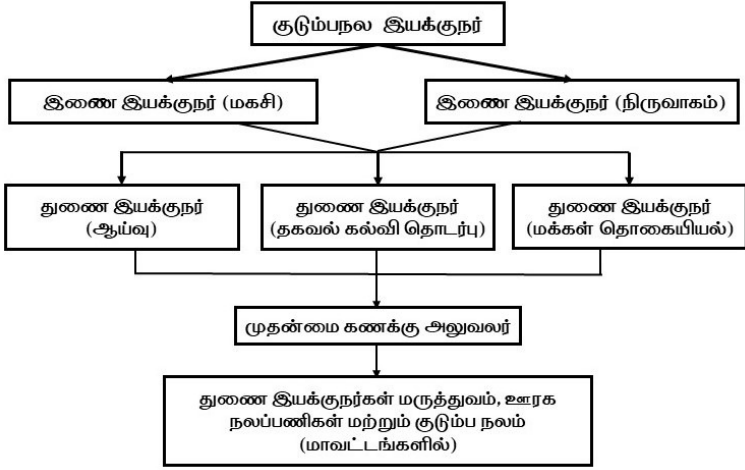 குடும்பநல இயக்குநர்
இணை இயக்குநர் (மகசி)
இணை இயக்குநர் (நிருவாகம்)
துணை இயக்குநர்
(ஆய்வு)
துணை இயக்குநர்
(தகவல் கல்வி தொடர்பு)
துணை இயக்குநர்
(மக்கள் தொகையியல்)
முதன்மை கணக்கு அலுவலர்
துணை இயக்குநர்கள் மருத்துவம், ஊரக
நலப்பணிகள் மற்றும் குடும்ப நலம்
(மாவட்டங்களில்)